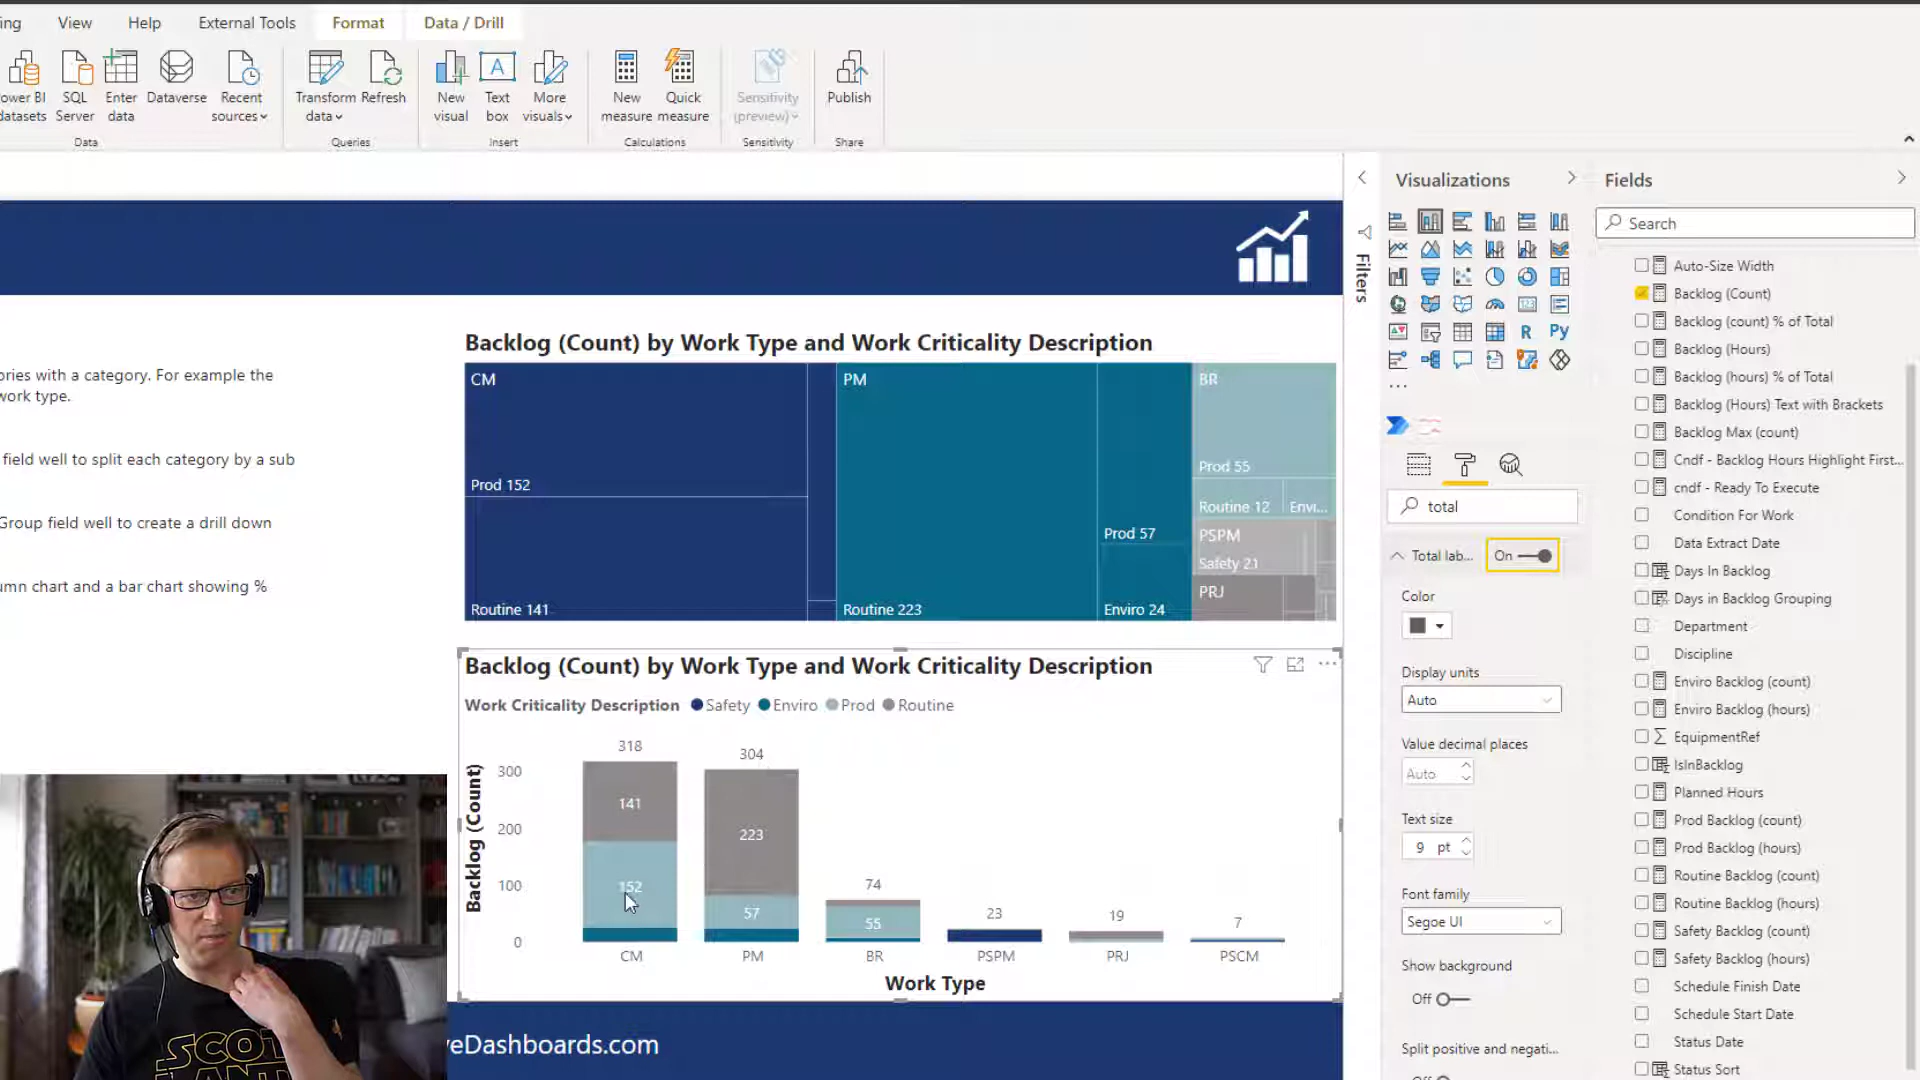 ing
View
Help
External Tools
Format
Data / Drill
ower BI
datasets
SQL
Server
Enter
data
Dataverse
Recent
sources
Transform
data
Refresh
New
visual
Text
box
More
visuals
New
measure
Quick
measure
Sensitivity
(preview)
Publish
Data
Queries
Insert
Calculations
Sensitivity
Share
ories with a category. For example the
work type.
field well to split each category by a sub
Group field well to create a drill down
umn chart and a bar chart showing %
Backlog (Count) by Work Type and Work Criticality Description
CM
Prod 152
Routine 141
PM
Routine 223
Prod 57
Enviro 24
BR
Prod 55
Routine 12
Envi...
PSPM
Safety 21
PRJ
Backlog (Count) by Work Type and Work Criticality Description
Work Criticality Description
Safety
Enviro
Prod
Routine
Backlog (Count)
300
200
100
0
318
141
152
304
223
57
74
55
23
19
7
CM
PM
BR
PSPM
PRJ
PSCM
Work Type
veDashboards.com
SCOT
LAND
Filters
Visualizations
R
Py
123
...
total
Total lab...
On
Color
Display units
Auto
Value decimal places
Auto
Text size
9 pt
Font family
Segoe UI
Show background
Off
Split positive and negati...
Off
Fields
Search
Auto-Size Width
Backlog (Count)
Backlog (count) % of Total
Backlog (Hours)
Backlog (hours) % of Total
Backlog (Hours) Text with Brackets
Backlog Max (count)
Cndf - Backlog Hours Highlight First...
cndf - Ready To Execute
Condition For Work
Data Extract Date
Days In Backlog
Days in Backlog Grouping
Department
Discipline
Enviro Backlog (count)
Enviro Backlog (hours)
EquipmentRef
IsInBacklog
Planned Hours
Prod Backlog (count)
Prod Backlog (hours)
Routine Backlog (count)
Routine Backlog (hours)
Safety Backlog (count)
Safety Backlog (hours)
Schedule Finish Date
Schedule Start Date
Status Date
Status Sort